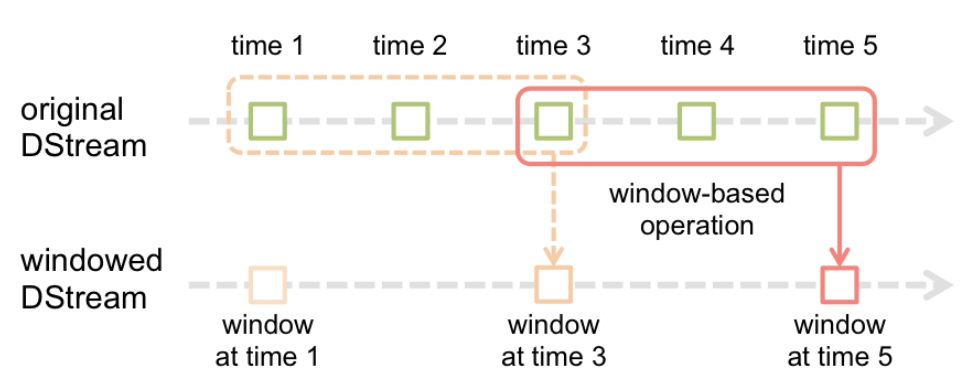 time 1 time 2 time 3 time 4 time 5
original
DStream
window-based
operation
windowed
DStream
window
at time 1
window
at time 3
window
at time 5